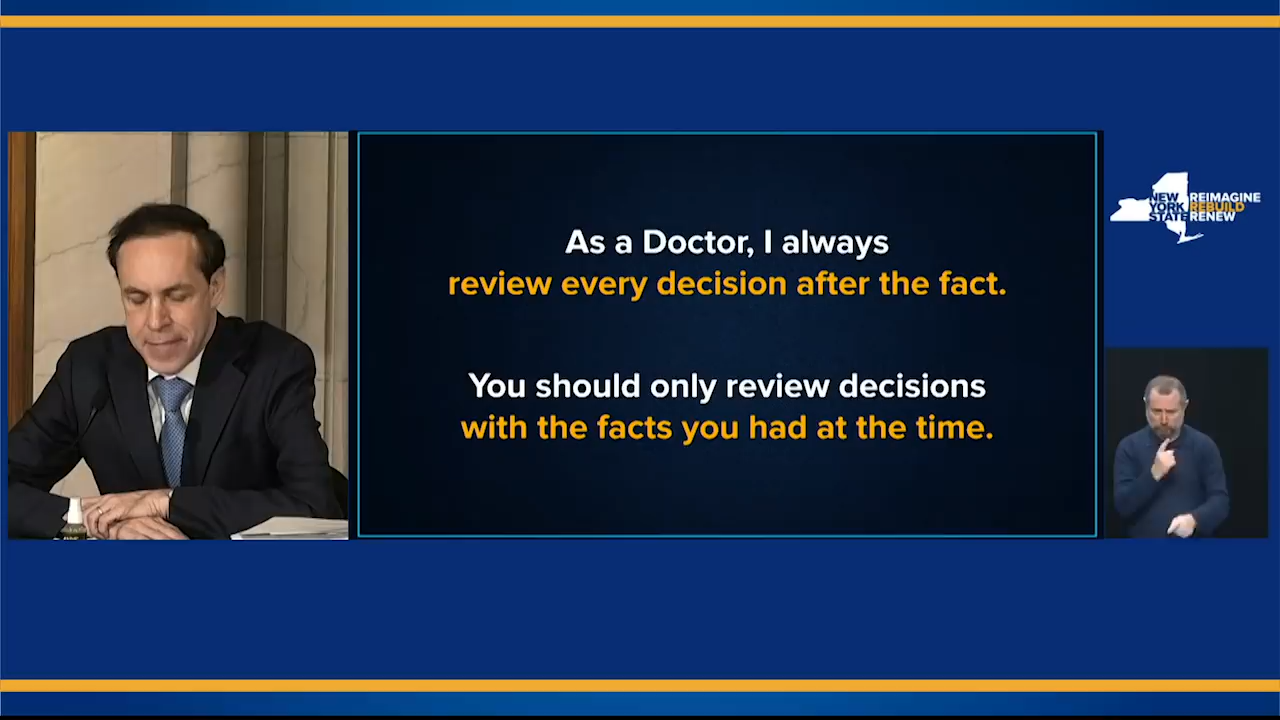 As a Doctor, I always
review every decision after the fact.
You should only review decisions
with the facts you had at the time.
NEW
YORK
STATE
REIMAGINE
REBUILD
RENEW